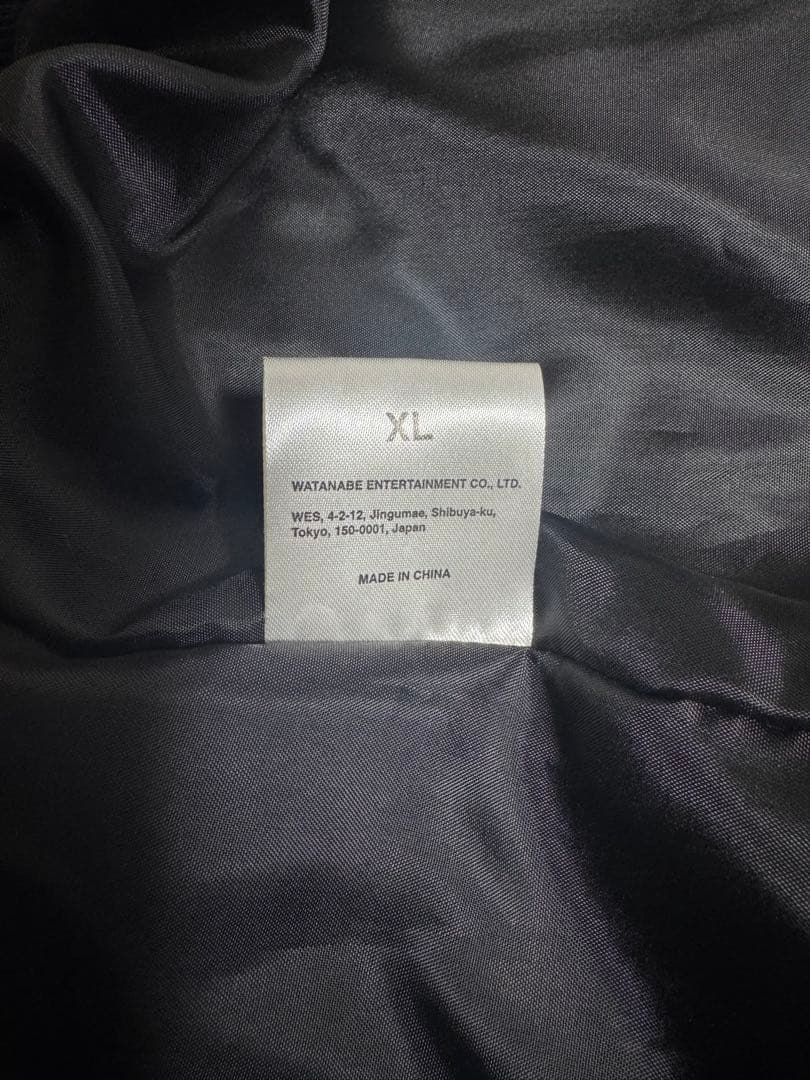 XL
WATANABE ENTERTAINMENT CO., LTD.
WES, 4-2-12, Jingumae, Shibuya-ku,
Tokyo, 150-0001, Japan
MADE IN CHINA